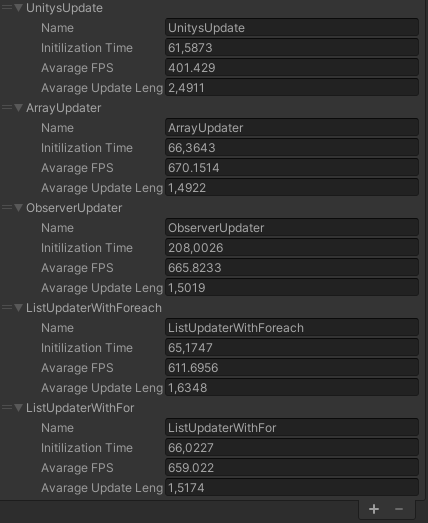 UnitysUpdate
Name UnitysUpdate
Initilization Time 61,5873
Avarage FPS 401.429
Avarage Update Leng 2,4911
ArrayUpdater
Name ArrayUpdater
Initilization Time 66,3643
Avarage FPS 670.1514
Avarage Update Leng 1,4922
ObserverUpdater
Name ObserverUpdater
Initilization Time 208,0026
Avarage FPS 665.8233
Avarage Update Leng 1,5019
ListUpdaterWithForeach
Name ListUpdaterWithForeach
Initilization Time 65,1747
Avarage FPS 611.6956
Avarage Update Leng 1,6348
ListUpdaterWithFor
Name ListUpdaterWithFor
Initilization Time 66,0227
Avarage FPS 659.022
Avarage Update Leng 1,5174
+ −